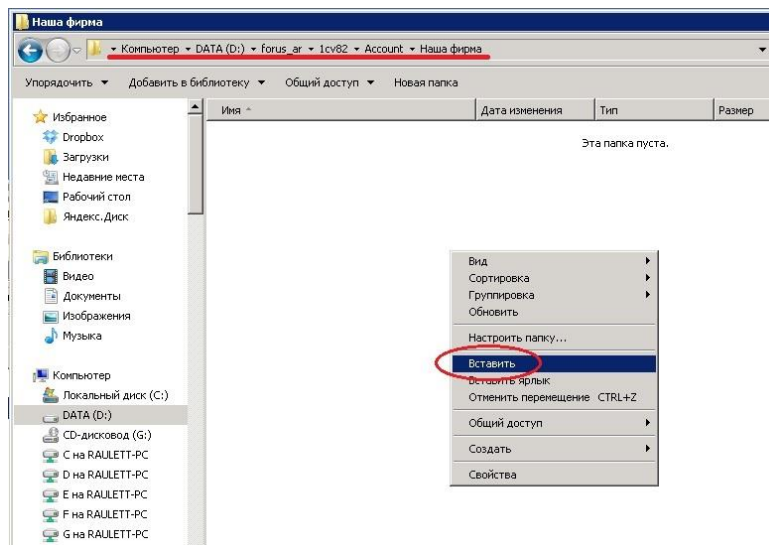 Наша фирма
Компьютер ▾ DATA (D:) ▾ forus_ar ▾ 1cv82 ▾ Account ▾ Наша фирма
Упорядочить ▾ Добавить в библиотеку ▾ Общий доступ ▾ Новая папка
Имя Дата изменения Тип Размер
Эта папка пуста.
Избранное
Dropbox
Загрузки
Недавние места
Рабочий стол
Яндекс.Диск
Библиотеки
Видео
Документы
Изображения
Музыка
Компьютер
Локальный диск (C:)
DATA (D:)
CD-дисковод (G:)
C на RAULETT-PC
D на RAULETT-PC
E на RAULETT-PC
F на RAULETT-PC
G на RAULETT-PC
Вид
Сортировка
Группировка
Обновить
Настроить папку...
Вставить
Вставить ярлык
Отменить перемещение CTRL+Z
Общий доступ
Создать
Свойства